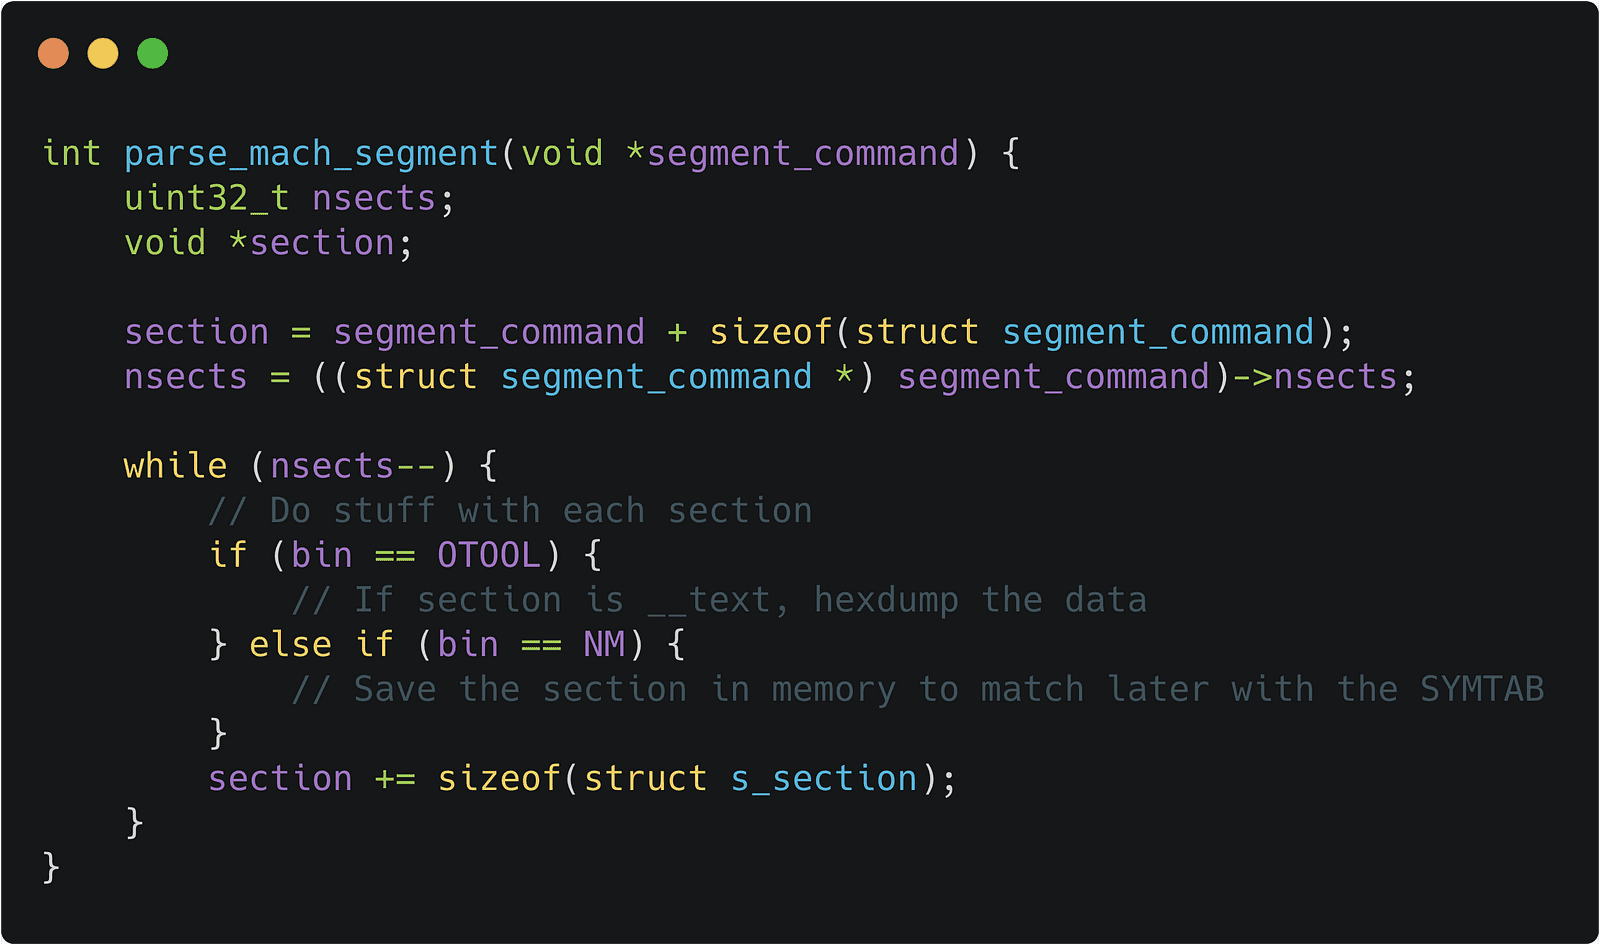 int parse_mach_segment(void *segment_command) {
    uint32_t nsects;
    void *section;

    section = segment_command + sizeof(struct segment_command);
    nsects = ((struct segment_command *) segment_command)->nsects;

    while (nsects--) {
        // Do stuff with each section
        if (bin == OTOOL) {
            // If section is __text, hexdump the data
        } else if (bin == NM) {
            // Save the section in memory to match later with the SYMTAB
        }
        section += sizeof(struct s_section);
    }
}